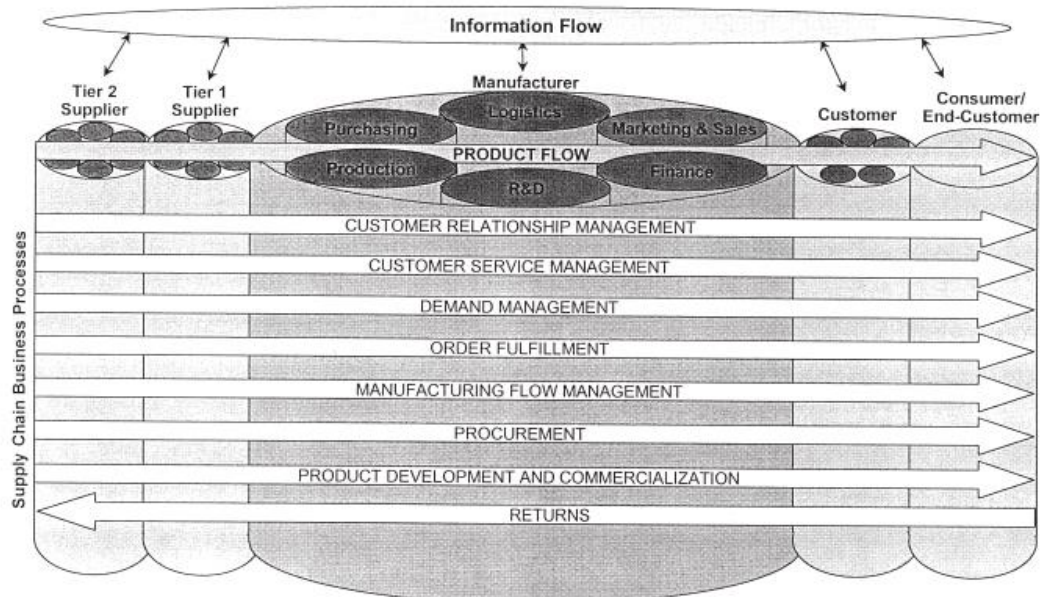 Information Flow
Manufacturer
Tier 2
Supplier
Tier 1
Supplier
Logistics
Purchasing
Marketing & Sales
Customer
Consumer/
End-Customer
PRODUCT FLOW
Production
Finance
R&D
Supply Chain Business Processes
CUSTOMER RELATIONSHIP MANAGEMENT
CUSTOMER SERVICE MANAGEMENT
DEMAND MANAGEMENT
ORDER FULFILLMENT
MANUFACTURING FLOW MANAGEMENT
PROCUREMENT
PRODUCT DEVELOPMENT AND COMMERCIALIZATION
RETURNS